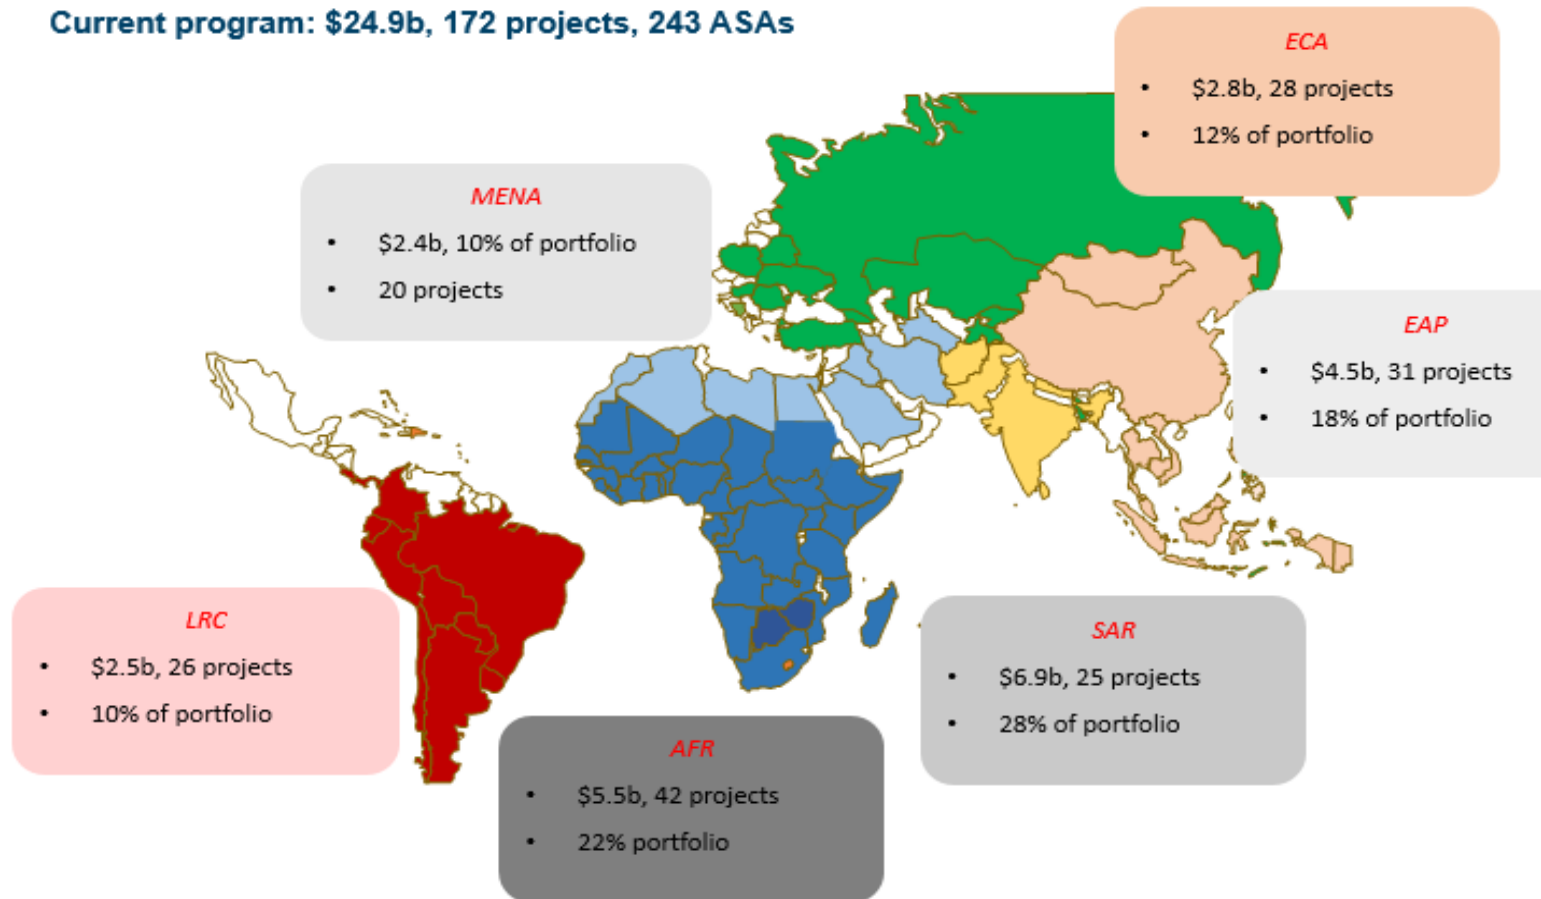 Current program: $24.9b, 172 projects, 243 ASAs
ECA
• $2.8b, 28 projects
• 12% of portfolio
MENA
• $2.4b, 10% of portfolio
• 20 projects
EAP
• $4.5b, 31 projects
• 18% of portfolio
LRC
• $2.5b, 26 projects
• 10% of portfolio
SAR
• $6.9b, 25 projects
• 28% of portfolio
AFR
• $5.5b, 42 projects
• 22% portfolio